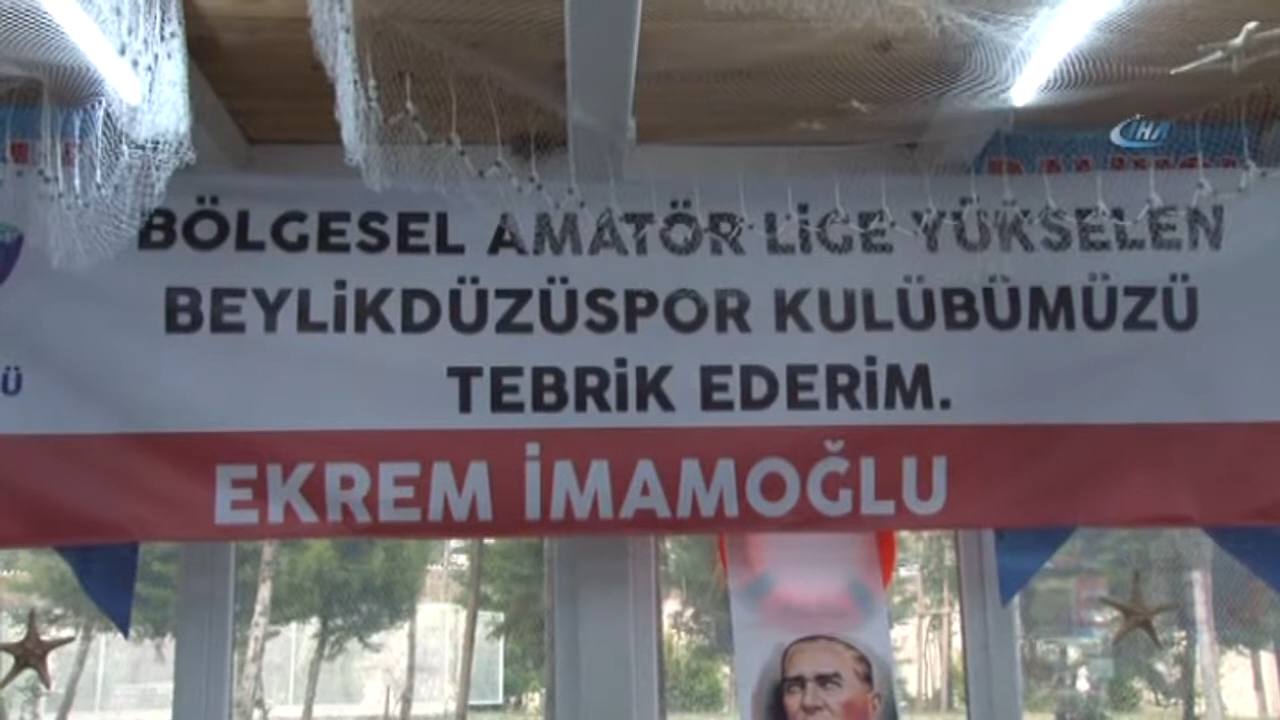 İHA
BÖLGESEL AMATÖR LİGE YÜKSELEN
BEYLİKDÜZÜSPOR KULÜBÜMÜZÜ
TEBRİK EDERİM.
EKREM İMAMOĞLU